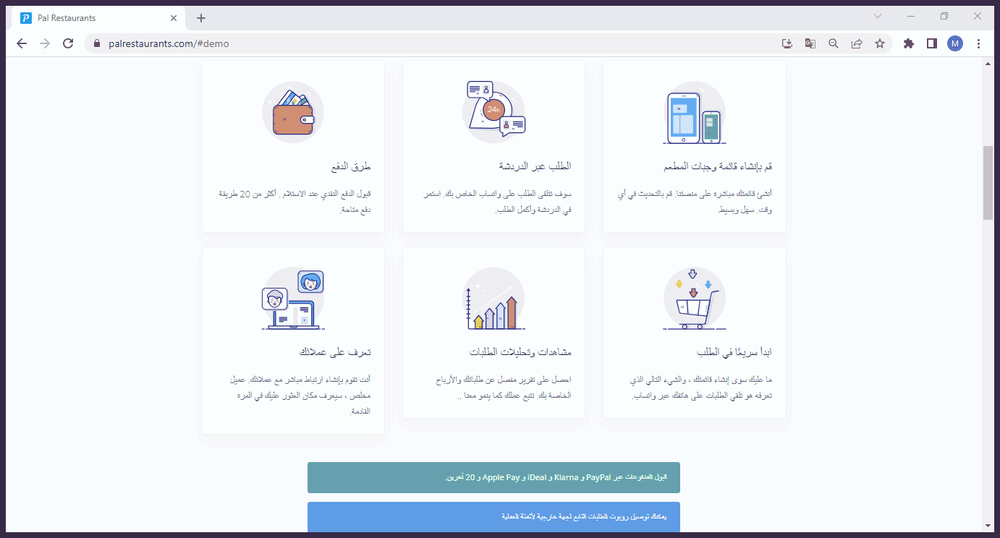 Pal Restaurants
palrestaurants.com/#demo
M
قم بإنشاء قائمة وجبات المطعم
أنشئ قائمتك مباشرة على منصتنا. قم بالتحديث في أي
وقت. سهل وبسيط.
24h
الطلب عبر الدردشة
سوف تتلقى الطلب على واتساب الخاص بك. استمر
في الدردشة وأكمل الطلب.
طرق الدفع
قبول الدفع النقدي عند الاستلام . أكثر من 20 طريقة
دفع متاحة.
ابدأ سريعًا في الطلب
ما عليك سوى إنشاء قائمتك ، والشيء التالي الذي
تعرفه هو تلقي الطلبات على هاتفك عبر واتساب.
مشاهدات وتحليلات الطلبات
احصل على تقرير مفصل عن طلباتك والأرباح
الخاصة بك. تتبع عملك كما ينمو معنا ..
تعرف على عملائك
أنت تقوم بإنشاء ارتباط مباشر مع عملائك. عميل
مخلص ، سيعرف مكان العثور عليك في المرة
القادمة.
قبول المدفوعات عبر PayPal و Klarna و iDeal و Apple Pay و 20 آخرين.
يمكنك توصيل روبوت الطلبات التابع لجهة خارجية لأتمتة العملية